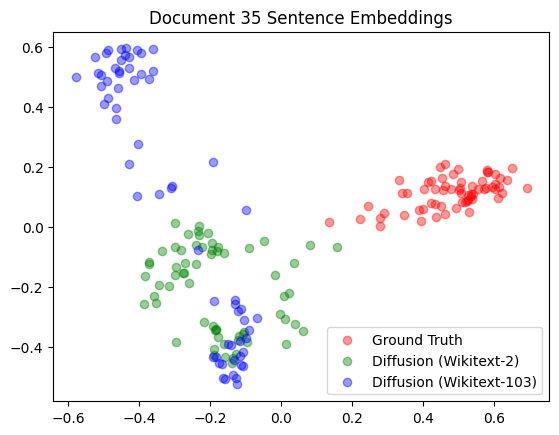 Document 35 Sentence Embeddings
0.6
0.4
0.2
0.0
−0.2
−0.4
Ground Truth
Diffusion (Wikitext-2)
Diffusion (Wikitext-103)
−0.6 −0.4 −0.2 0.0 0.2 0.4 0.6